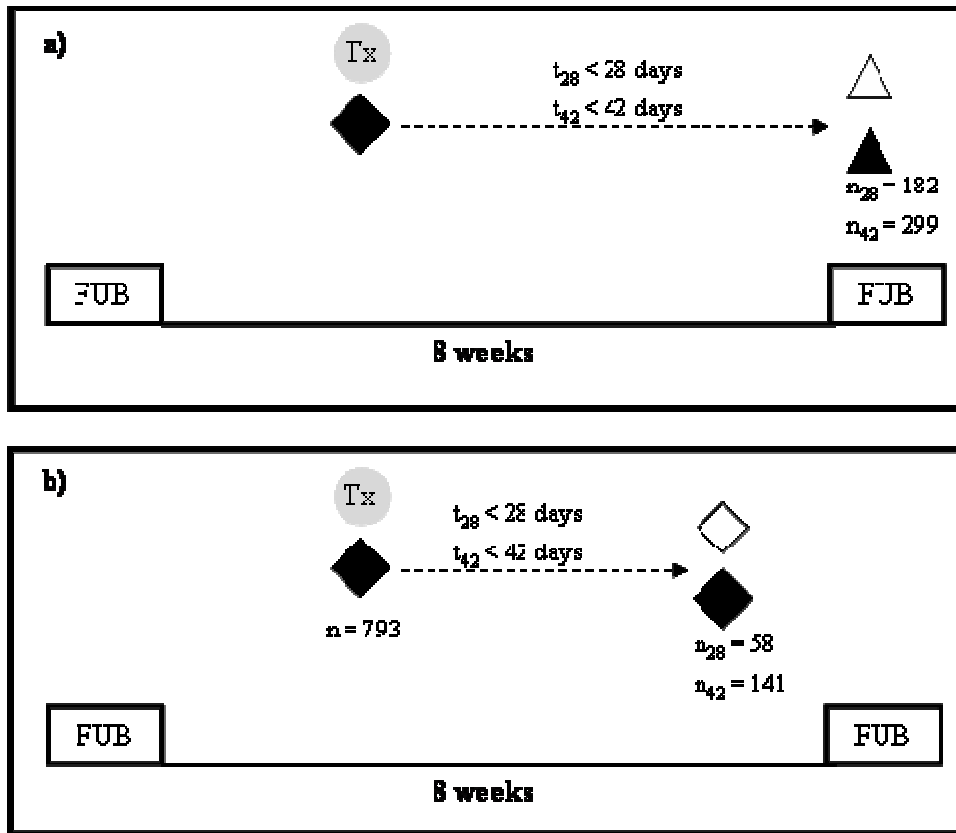 a)
Tx
t28 < 28 days
t42 < 42 days
n28 = 182
n42 = 299
FUB
FUB
8 weeks
b)
Tx
t28 < 28 days
t42 < 42 days
n = 793
n28 = 58
n42 = 141
FUB
FUB
8 weeks